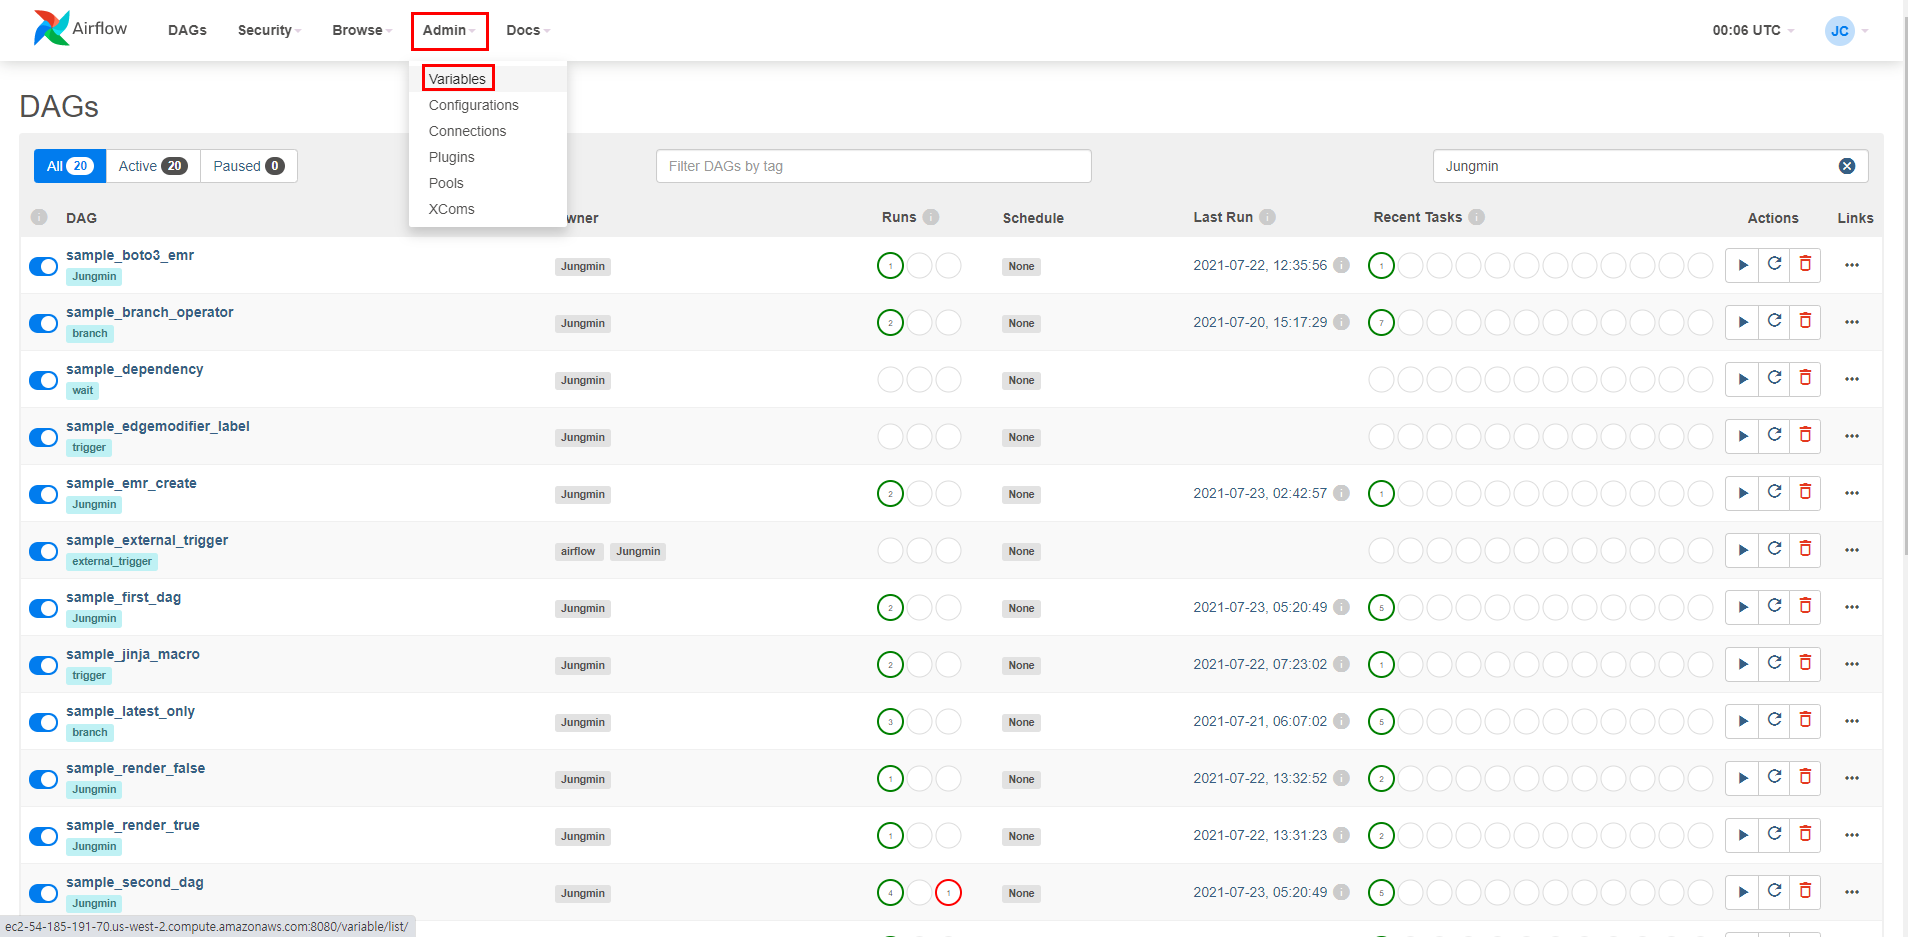 Airflow DAGs Security Browse Admin Docs 00:06 UTC JC
Variables
Configurations
Connections
Plugins
Pools
XComs
DAGs
All 20 Active 20 Paused 0 Filter DAGs by tag Jungmin
i DAG wner Runs i Schedule Last Run i Recent Tasks i Actions Links
sample_boto3_emr
Jungmin Jungmin 1 None 2021-07-22, 12:35:56 i 1
sample_branch_operator
branch Jungmin 2 None 2021-07-20, 15:17:29 i 7
sample_dependency
wait Jungmin None
sample_edgemodifier_label
trigger Jungmin None
sample_emr_create
Jungmin Jungmin 2 None 2021-07-23, 02:42:57 i 1
sample_external_trigger
external_trigger airflow Jungmin None
sample_first_dag
Jungmin Jungmin 2 None 2021-07-23, 05:20:49 i 5
sample_jinja_macro
trigger Jungmin 2 None 2021-07-22, 07:23:02 i 1
sample_latest_only
branch Jungmin 3 None 2021-07-21, 06:07:02 i 5
sample_render_false
Jungmin Jungmin 1 None 2021-07-22, 13:32:52 i 2
sample_render_true
Jungmin Jungmin 1 None 2021-07-22, 13:31:23 i 2
sample_second_dag
Jungmin Jungmin 4 1 None 2021-07-23, 05:20:49 i 5
ec2-54-185-191-70.us-west-2.compute.amazonaws.com:8080/variable/list/